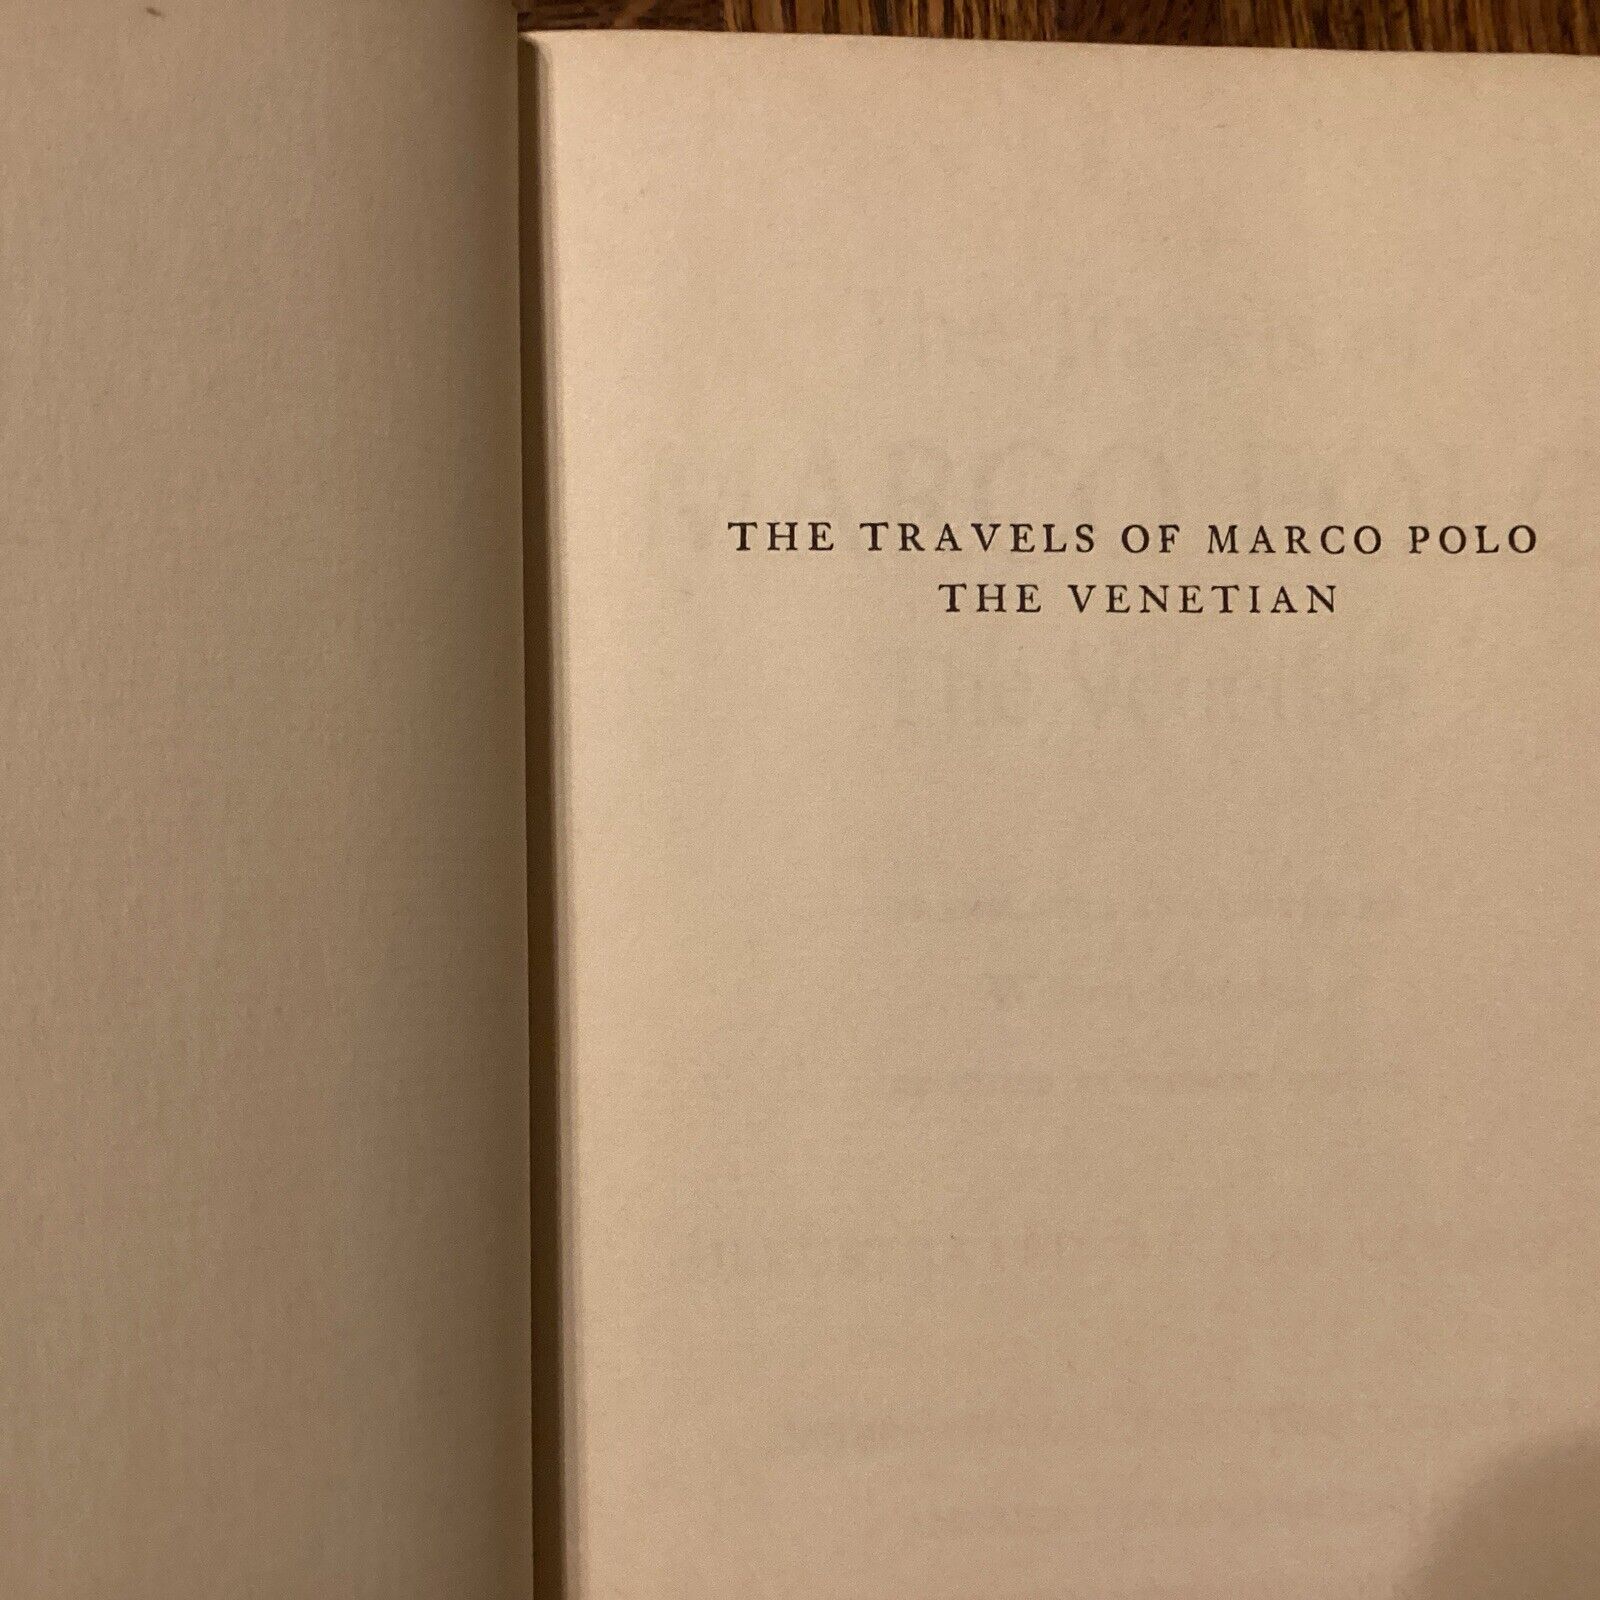 THE TRAVELS OF MARCO POLO
THE VENETIAN